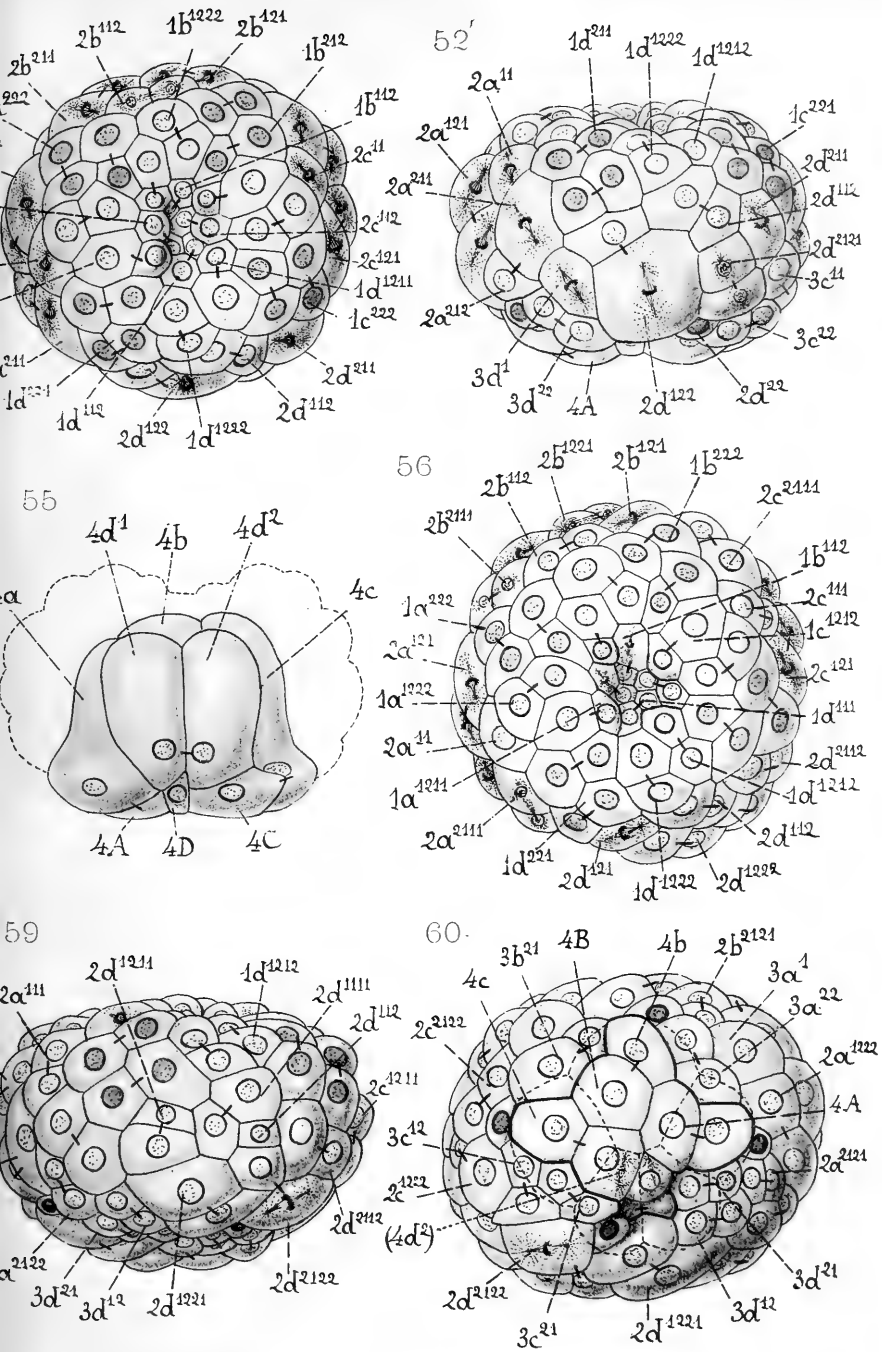 2b²¹¹ 2b¹¹² 1b¹²²² 2b¹²¹ 1b²¹²
1b¹¹²
2c¹¹
2c¹¹²
2c¹²¹
1d¹²¹¹
1c²²²
2d²¹¹
2d¹¹²
1d¹²²²
2d¹²²
1d¹¹²
52'
1d²¹¹ 1d¹²²² 1d¹²¹²
2a¹¹
2a¹²¹
2a²¹¹
2a²¹²
1c²²¹
2d²¹¹
2d¹¹²
2d²¹²¹
3c¹¹
3c²²
3d¹
3d²² 4A 2d¹²² 2d²²
55
4d¹ 4b 4d²
4c
4A 4D 4C
56
2b¹¹² 2b¹²²¹ 2b¹²¹ 1b²²²
2b²¹¹¹
2c²¹¹¹
1b¹¹²
1a²²²
2c¹¹¹
1c¹²¹²
2a¹²¹
2c¹²¹
1a¹²²²
1d¹¹¹
2a¹¹
2d²¹¹²
1a¹²¹¹
1d¹²¹²
2a²¹¹¹
2d¹¹²
1d²²¹
2d¹²¹ 1d¹²²² 2d¹²²²
59
2a¹¹¹ 2d¹²¹¹ 1d¹²¹² 2d¹¹¹¹
2d¹¹²
2c¹²¹¹
2d²¹¹²
3d²¹ 3d¹² 2d¹²²¹ 2d²¹²²
60.
4c 3b²¹ 4B 4b 2b²¹²¹
3a¹
3a²²
2c²¹²²
2a¹²²²
4A
3c¹²
2a²¹²¹
2c¹²²²
(4d²)
2d²¹²²
3d²¹
3d¹²
3c²¹ 2d¹²²¹